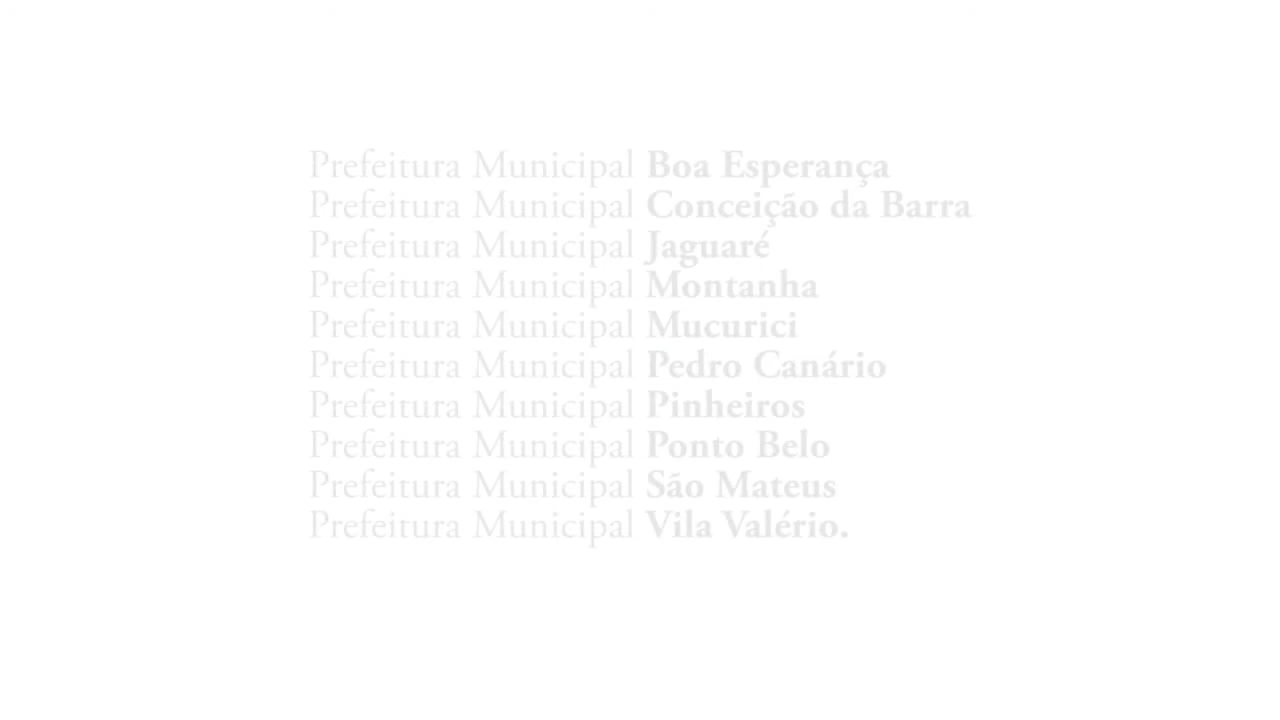 Prefeitura Municipal Boa Esperança
Prefeitura Municipal Conceição da Barra
Prefeitura Municipal Jaguaré
Prefeitura Municipal Montanha
Prefeitura Municipal Mucurici
Prefeitura Municipal Pedro Canário
Prefeitura Municipal Pinheiros
Prefeitura Municipal Ponto Belo
Prefeitura Municipal São Mateus
Prefeitura Municipal Vila Valério.